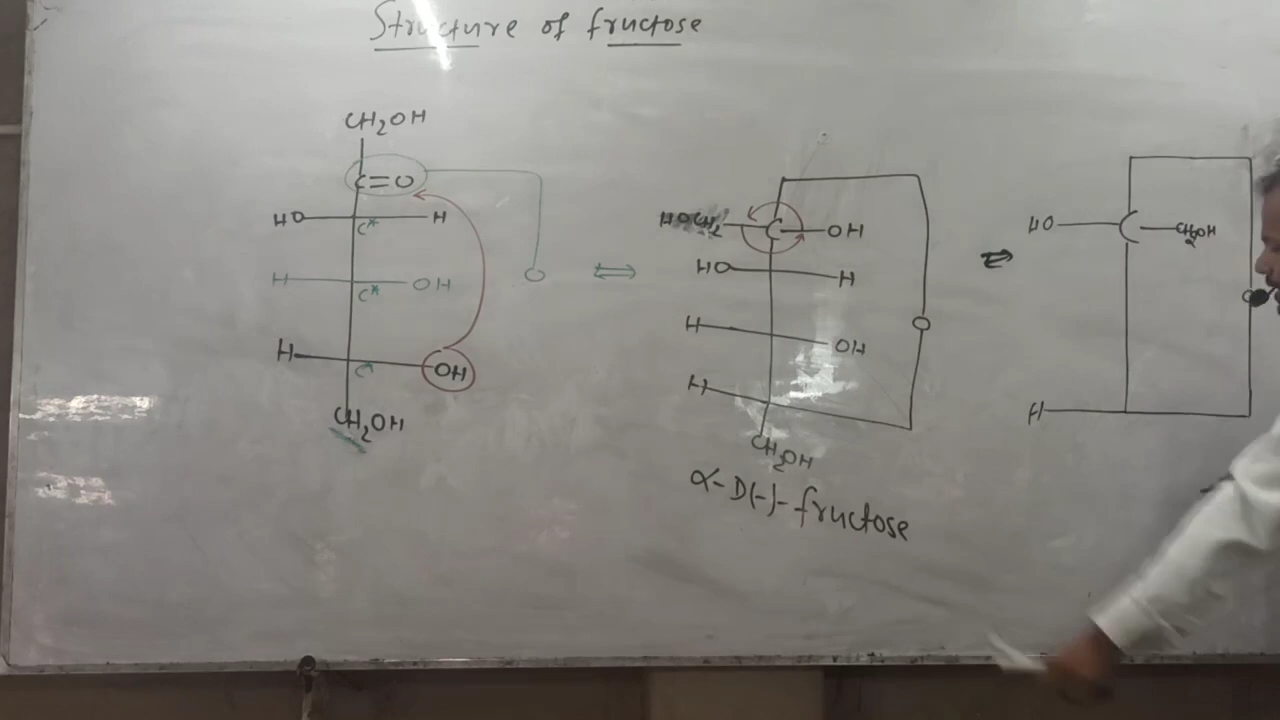 Structure of fructose
CH2OH
C=O
HO H
C*
H OH
C*
H OH
C
CH2OH
O
⇌
HOCH2 C OH
HO H
H OH
O
H
CH2OH
α-D(-)-fructose
⇌
HO C CH2OH
O
H